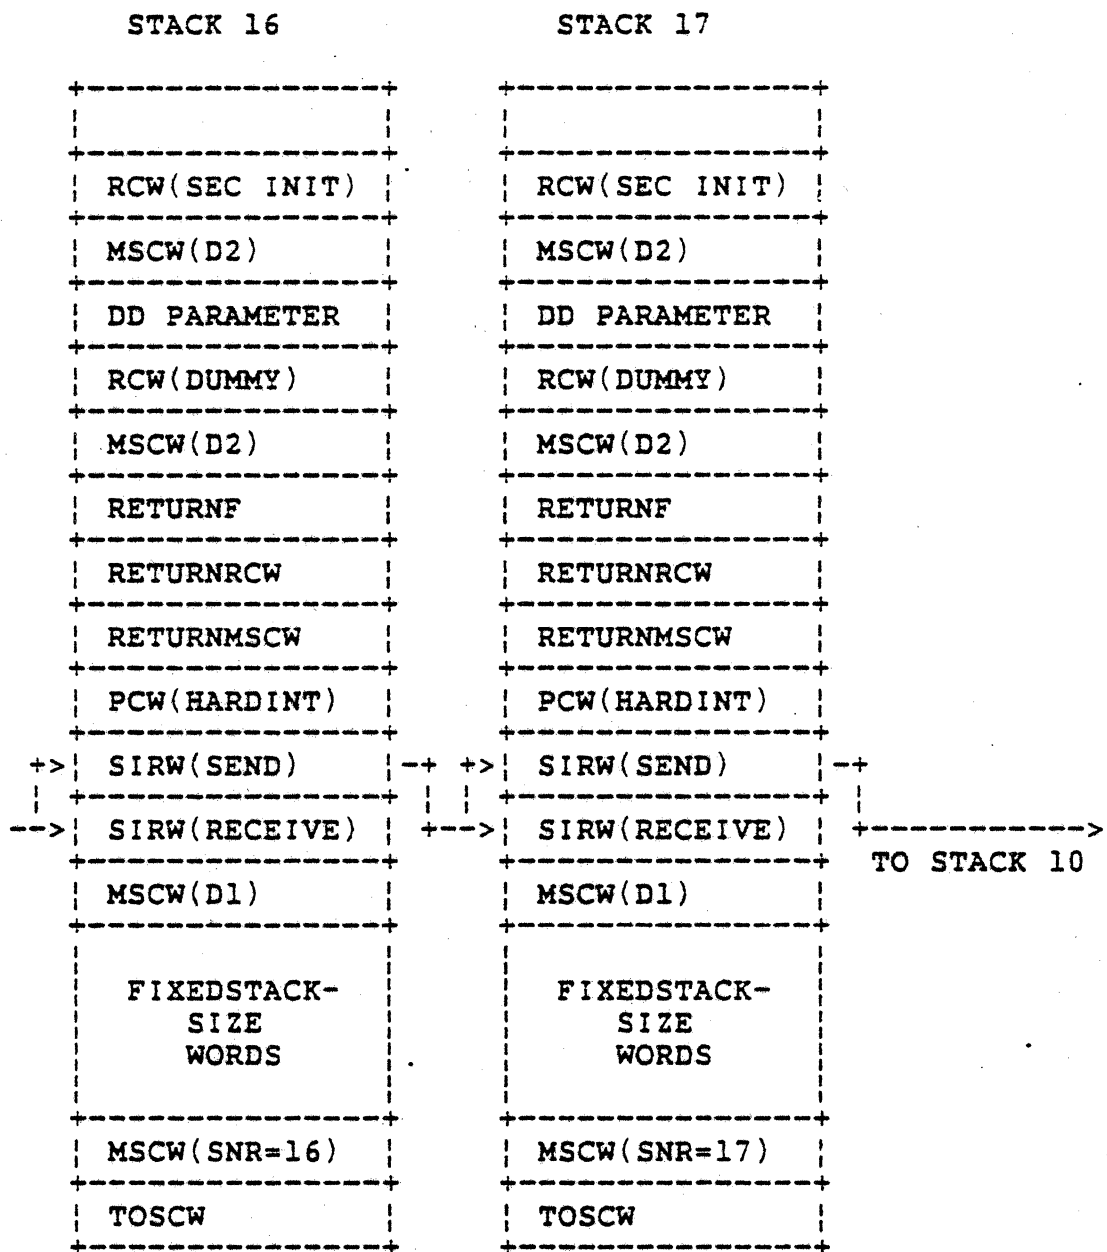 STACK 16 STACK 17
RCW(SEC INIT) RCW(SEC INIT)
MSCW(D2) MSCW(D2)
DD PARAMETER DD PARAMETER
RCW(DUMMY) RCW(DUMMY)
MSCW(D2) MSCW(D2)
RETURNF RETURNF
RETURNRCW RETURNRCW
RETURNMSCW RETURNMSCW
PCW(HARDINT) PCW(HARDINT)
SIRW(SEND) SIRW(SEND)
SIRW(RECEIVE) SIRW(RECEIVE)
TO STACK 10
MSCW(D1) MSCW(D1)
FIXEDSTACK- FIXEDSTACK-
SIZE SIZE
WORDS WORDS
MSCW(SNR=16) MSCW(SNR=17)
TOSCW TOSCW